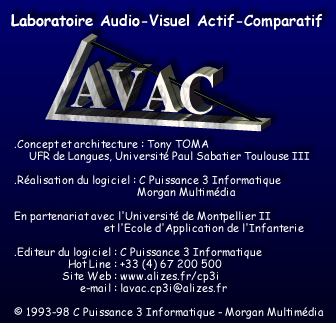 Laboratoire Audio-Visuel Actif-Comparatif
LAVAC
.Concept et architecture : Tony TOMA
UFR de Langues, Université Paul Sabatier Toulouse III
.Réalisation du logiciel : C Puissance 3 Informatique
Morgan Multimédia
En partenariat avec l'Université de Montpellier II
et l'Ecole d'Application de l'Infanterie
.Editeur du logiciel : C Puissance 3 Informatique
Hot Line : +33 (4) 67 200 500
Site Web : www.alizes.fr/cp3i
e-mail : lavac.cp3i@alizes.fr
© 1993-98 C Puissance 3 Informatique - Morgan Multimédia